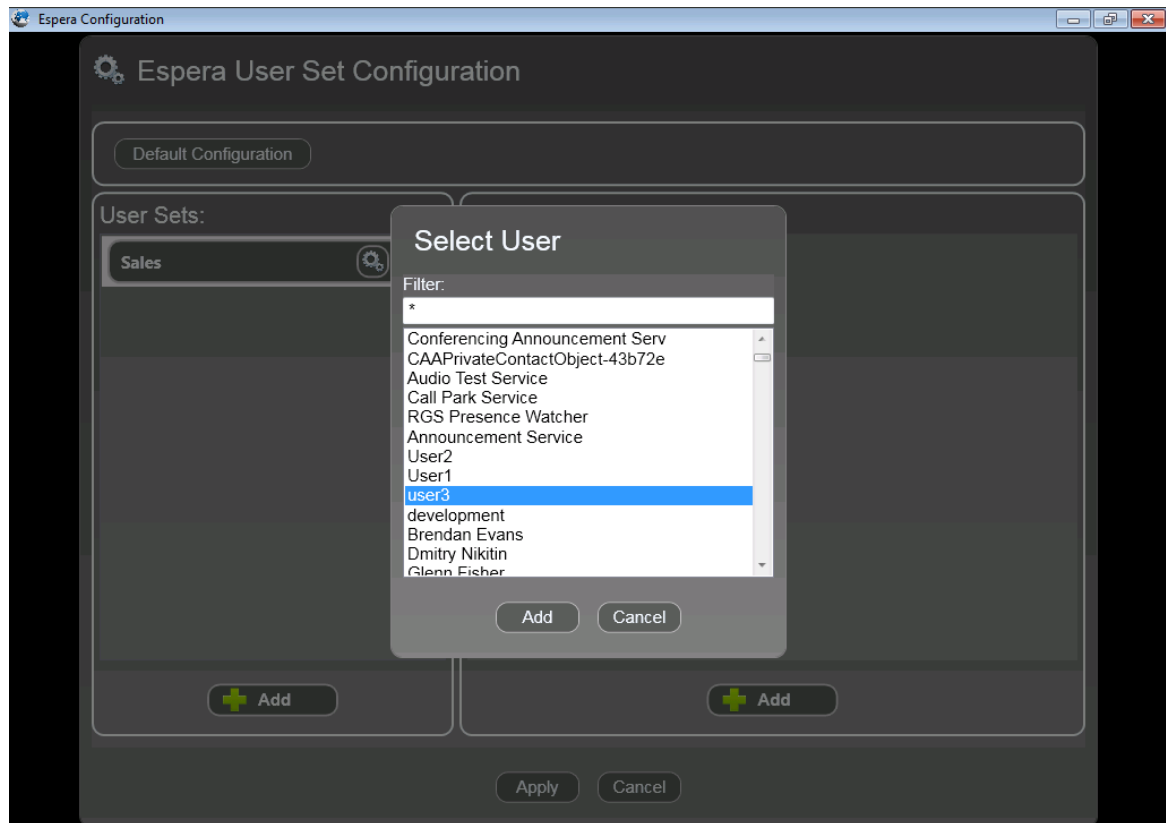 Espera Configuration
Espera User Set Configuration
Default Configuration
User Sets:
Sales
Select User
Filter:
*
Conferencing Announcement Serv
CAAPrivateContactObject-43b72e
Audio Test Service
Call Park Service
RGS Presence Watcher
Announcement Service
User2
User1
user3
development
Brendan Evans
Dmitry Nikitin
Glenn Fisher
Add
Cancel
Add
Add
Apply
Cancel